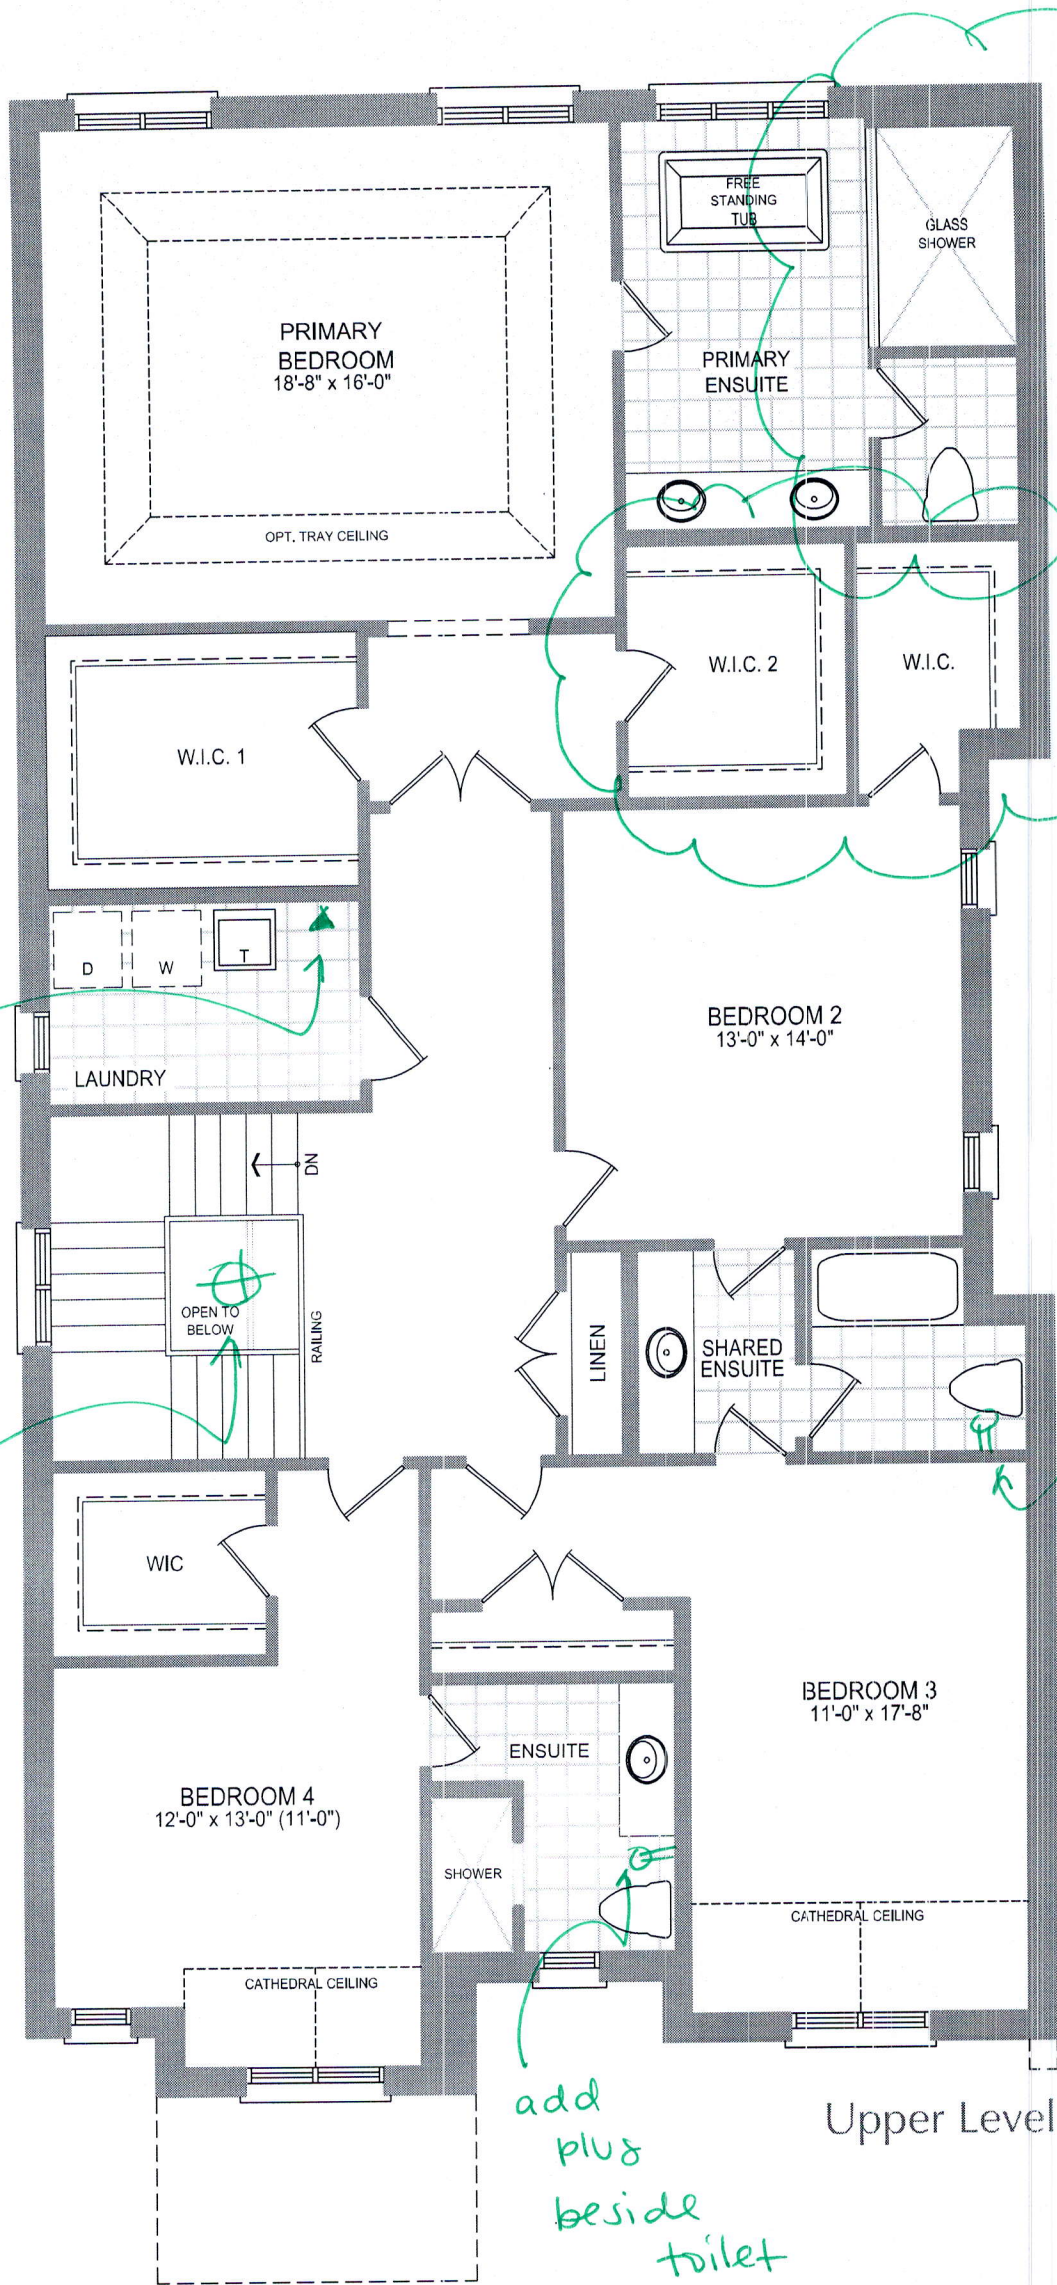 FREE
STANDING
TUB
GLASS
SHOWER
PRIMARY
BEDROOM
18'-8" x 16'-0"
PRIMARY
ENSUITE
OPT. TRAY CEILING
W.I.C. 2
W.I.C.
W.I.C. 1
D
W
T
LAUNDRY
BEDROOM 2
13'-0" x 14'-0"
DN
OPEN TO
BELOW
RAILING
LINEN
SHARED
ENSUITE
WIC
BEDROOM 3
11'-0" x 17'-8"
ENSUITE
BEDROOM 4
12'-0" x 13'-0" (11'-0")
SHOWER
CATHEDRAL CEILING
CATHEDRAL CEILING
Upper Level
add
plug
beside
toilet